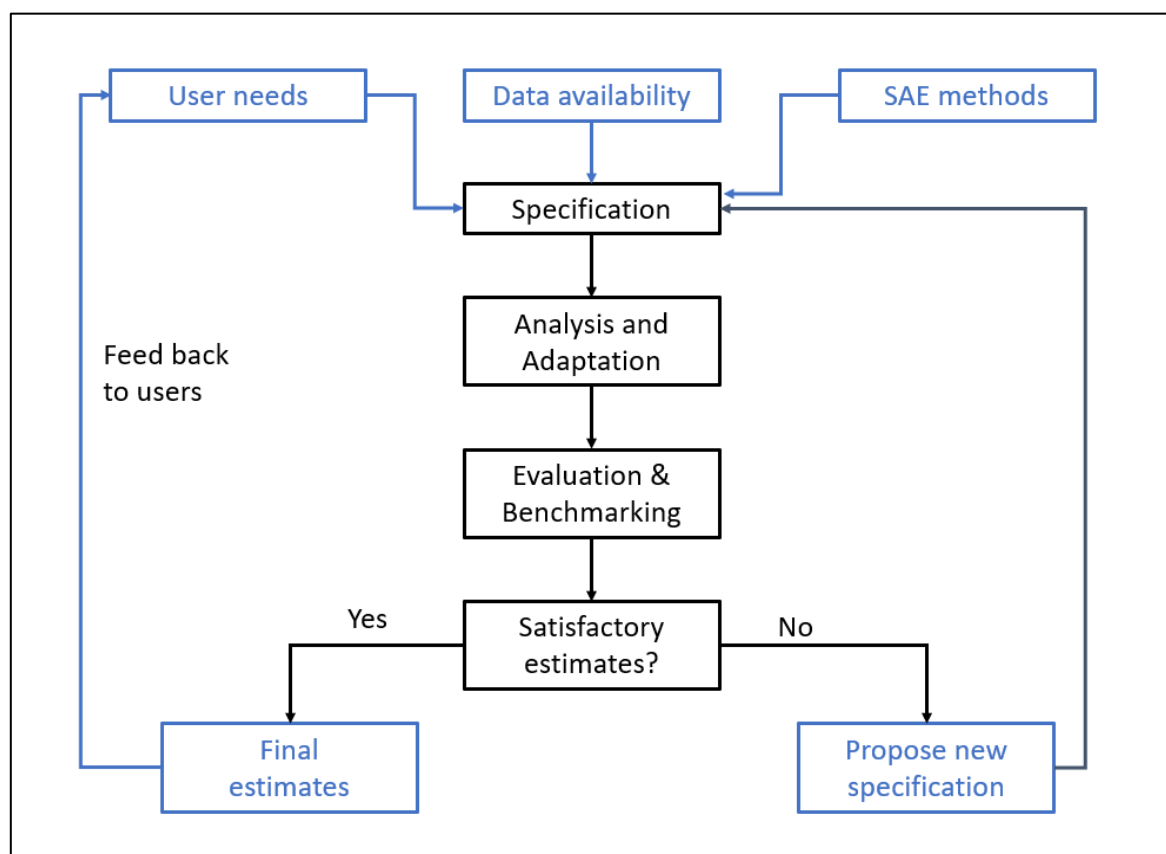 User needs
Data availability
SAE methods
Specification
Analysis and
Adaptation
Feed back
to users
Evaluation &
Benchmarking
Yes
Satisfactory
estimates?
No
Final
estimates
Propose new
specification